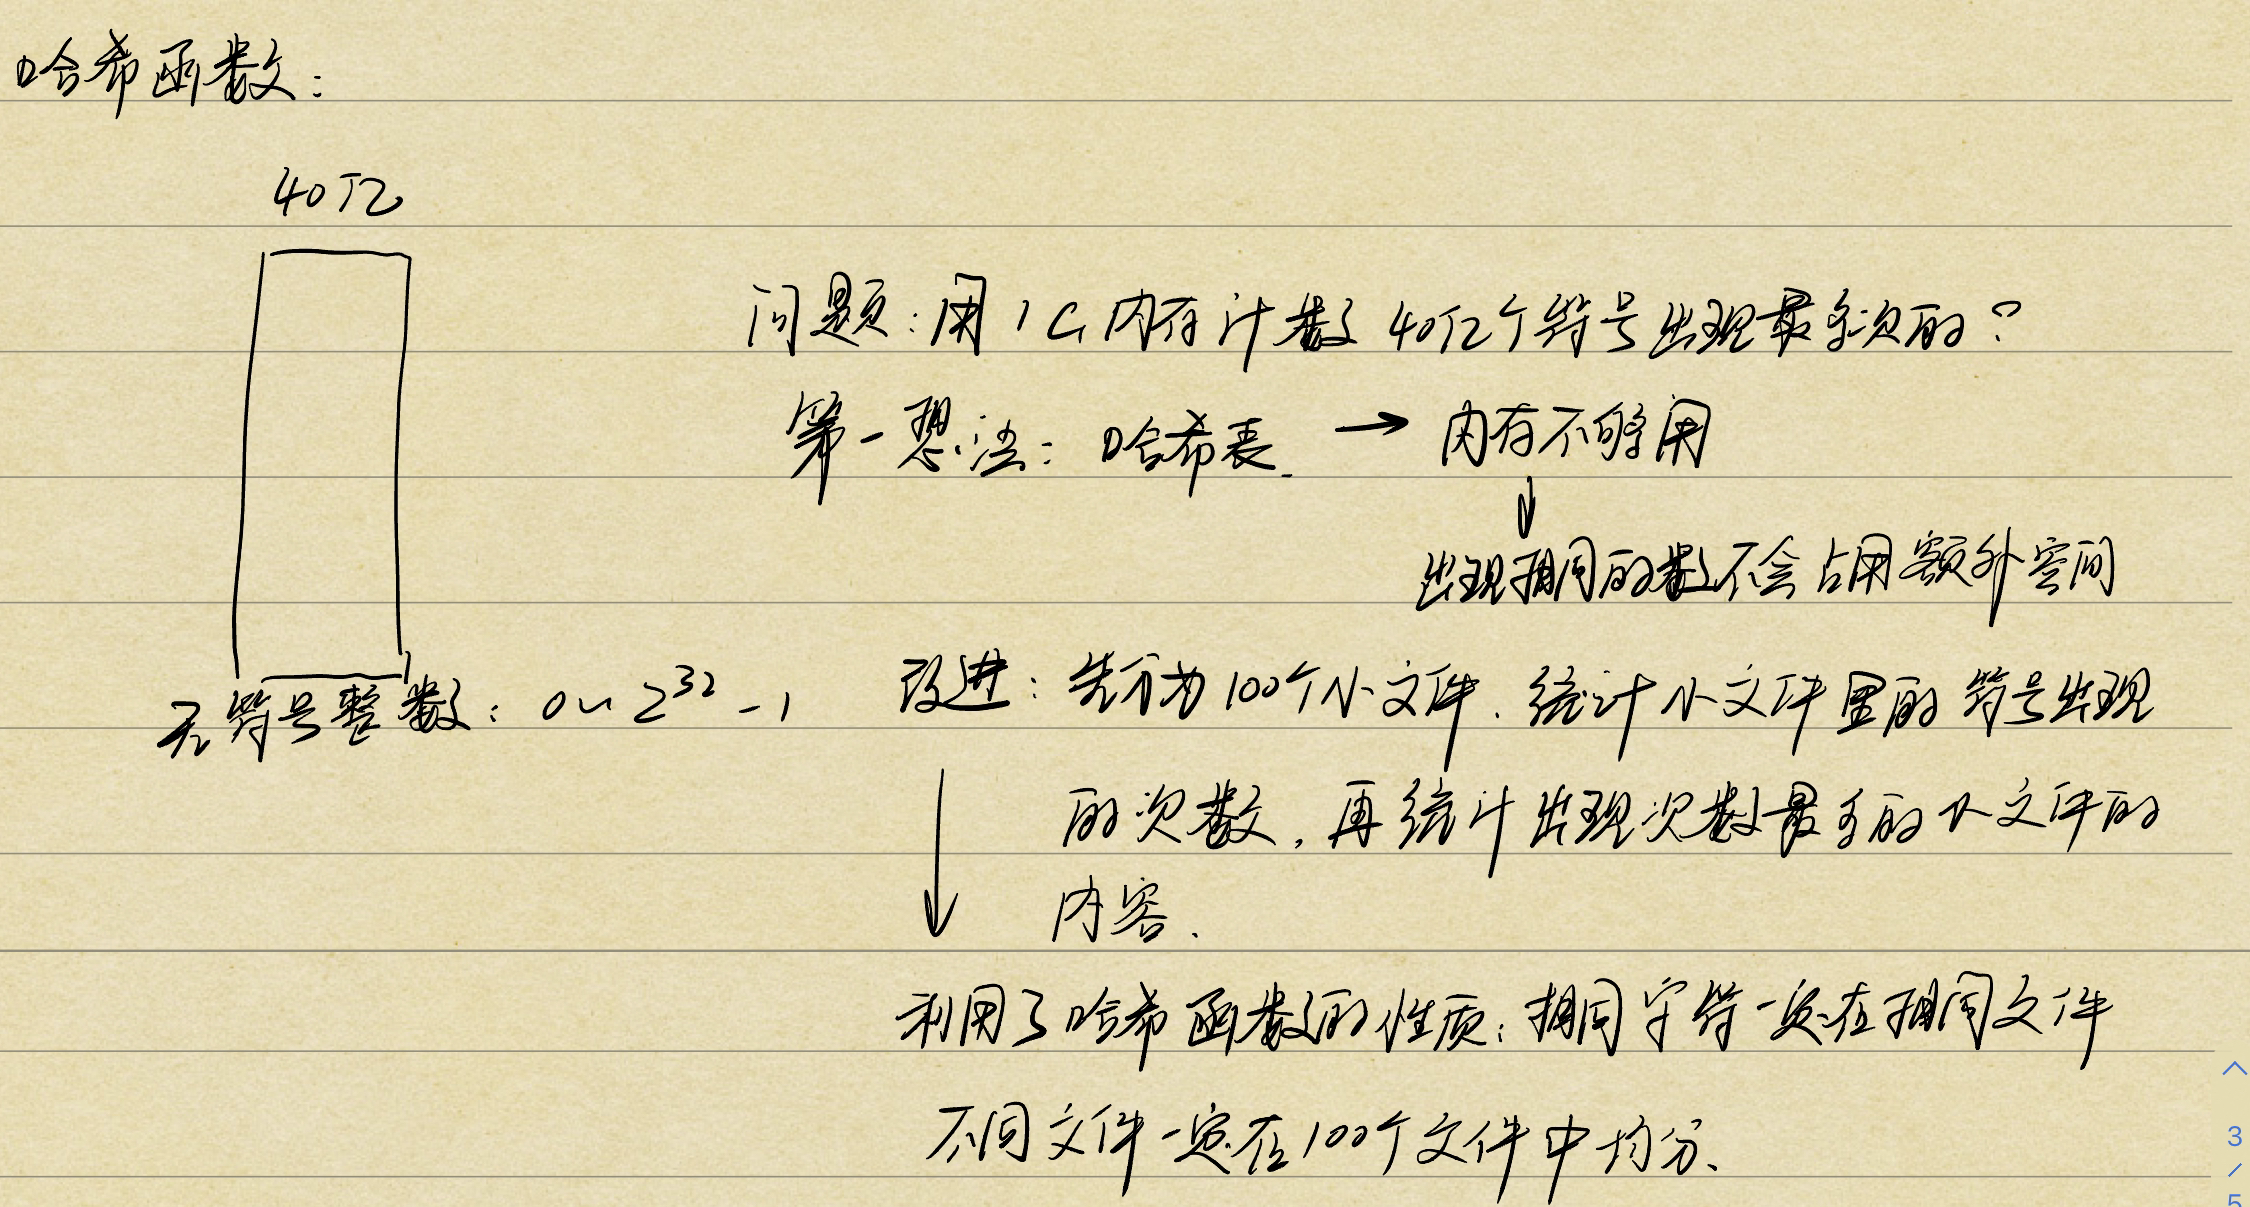 哈希函数：
40亿
问题：用1G内存计数40亿个符号出现最多次的？
第一想法：哈希表 → 内存不够用
↓
出现相同的数不会占用额外空间
无符号整数：0~2³²-1
改进：先分为100个小文件．统计小文件里的符号出现
的次数，再统计出现次数最多的小文件的
内容．
↓
利用了哈希函数的性质：相同字符一定在相同文件
不同文件一定在100个文件中均分、
3
/
5